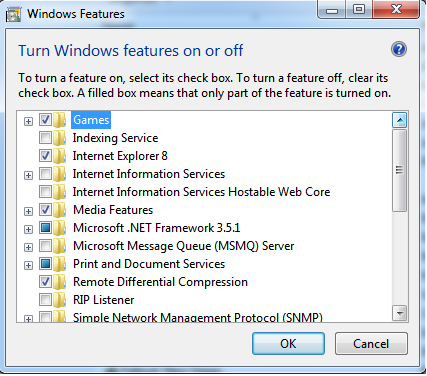 Windows Features
Turn Windows features on or off
To turn a feature on, select its check box. To turn a feature off, clear its
check box. A filled box means that only part of the feature is turned on.
Games
Indexing Service
Internet Explorer 8
Internet Information Services
Internet Information Services Hostable Web Core
Media Features
Microsoft .NET Framework 3.5.1
Microsoft Message Queue (MSMQ) Server
Print and Document Services
Remote Differential Compression
RIP Listener
Simple Network Management Protocol (SNMP)
OK Cancel